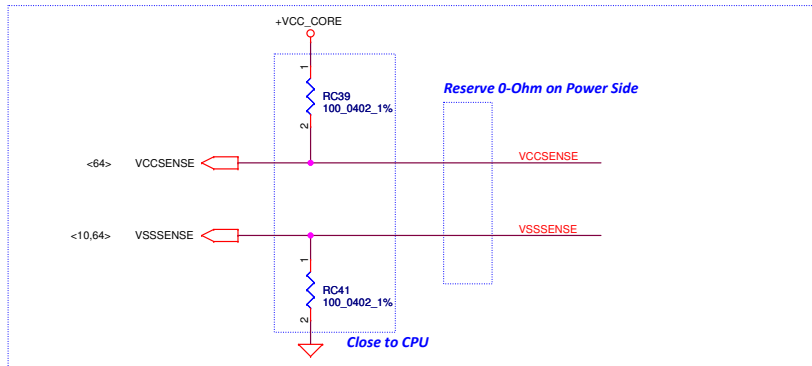 +VCC_CORE
1
RC39
100_0402_1%
2
Reserve 0-Ohm on Power Side
<64> VCCSENSE
VCCSENSE
<10,64> VSSSENSE
VSSSENSE
1
RC41
100_0402_1%
2
Close to CPU